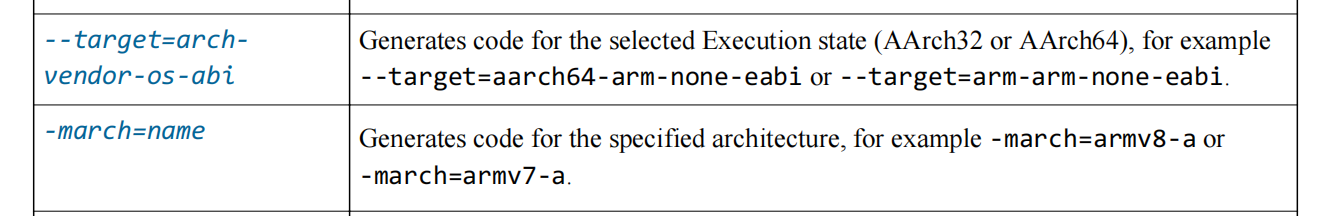 --target=arch-
vendor-os-abi
Generates code for the selected Execution state (AArch32 or AArch64), for example
--target=aarch64-arm-none-eabi or --target=arm-arm-none-eabi.
-march=name
Generates code for the specified architecture, for example -march=armv8-a or
-march=armv7-a.